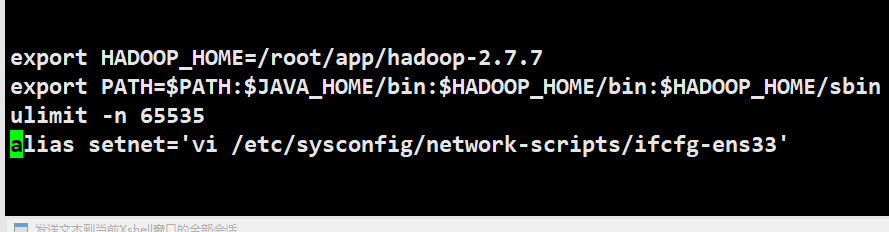 export HADOOP_HOME=/root/app/hadoop-2.7.7
export PATH=$PATH:$JAVA_HOME/bin:$HADOOP_HOME/bin:$HADOOP_HOME/sbin
ulimit -n 65535
alias setnet='vi /etc/sysconfig/network-scripts/ifcfg-ens33'
发送文本到当前Xshell窗口的全部会话